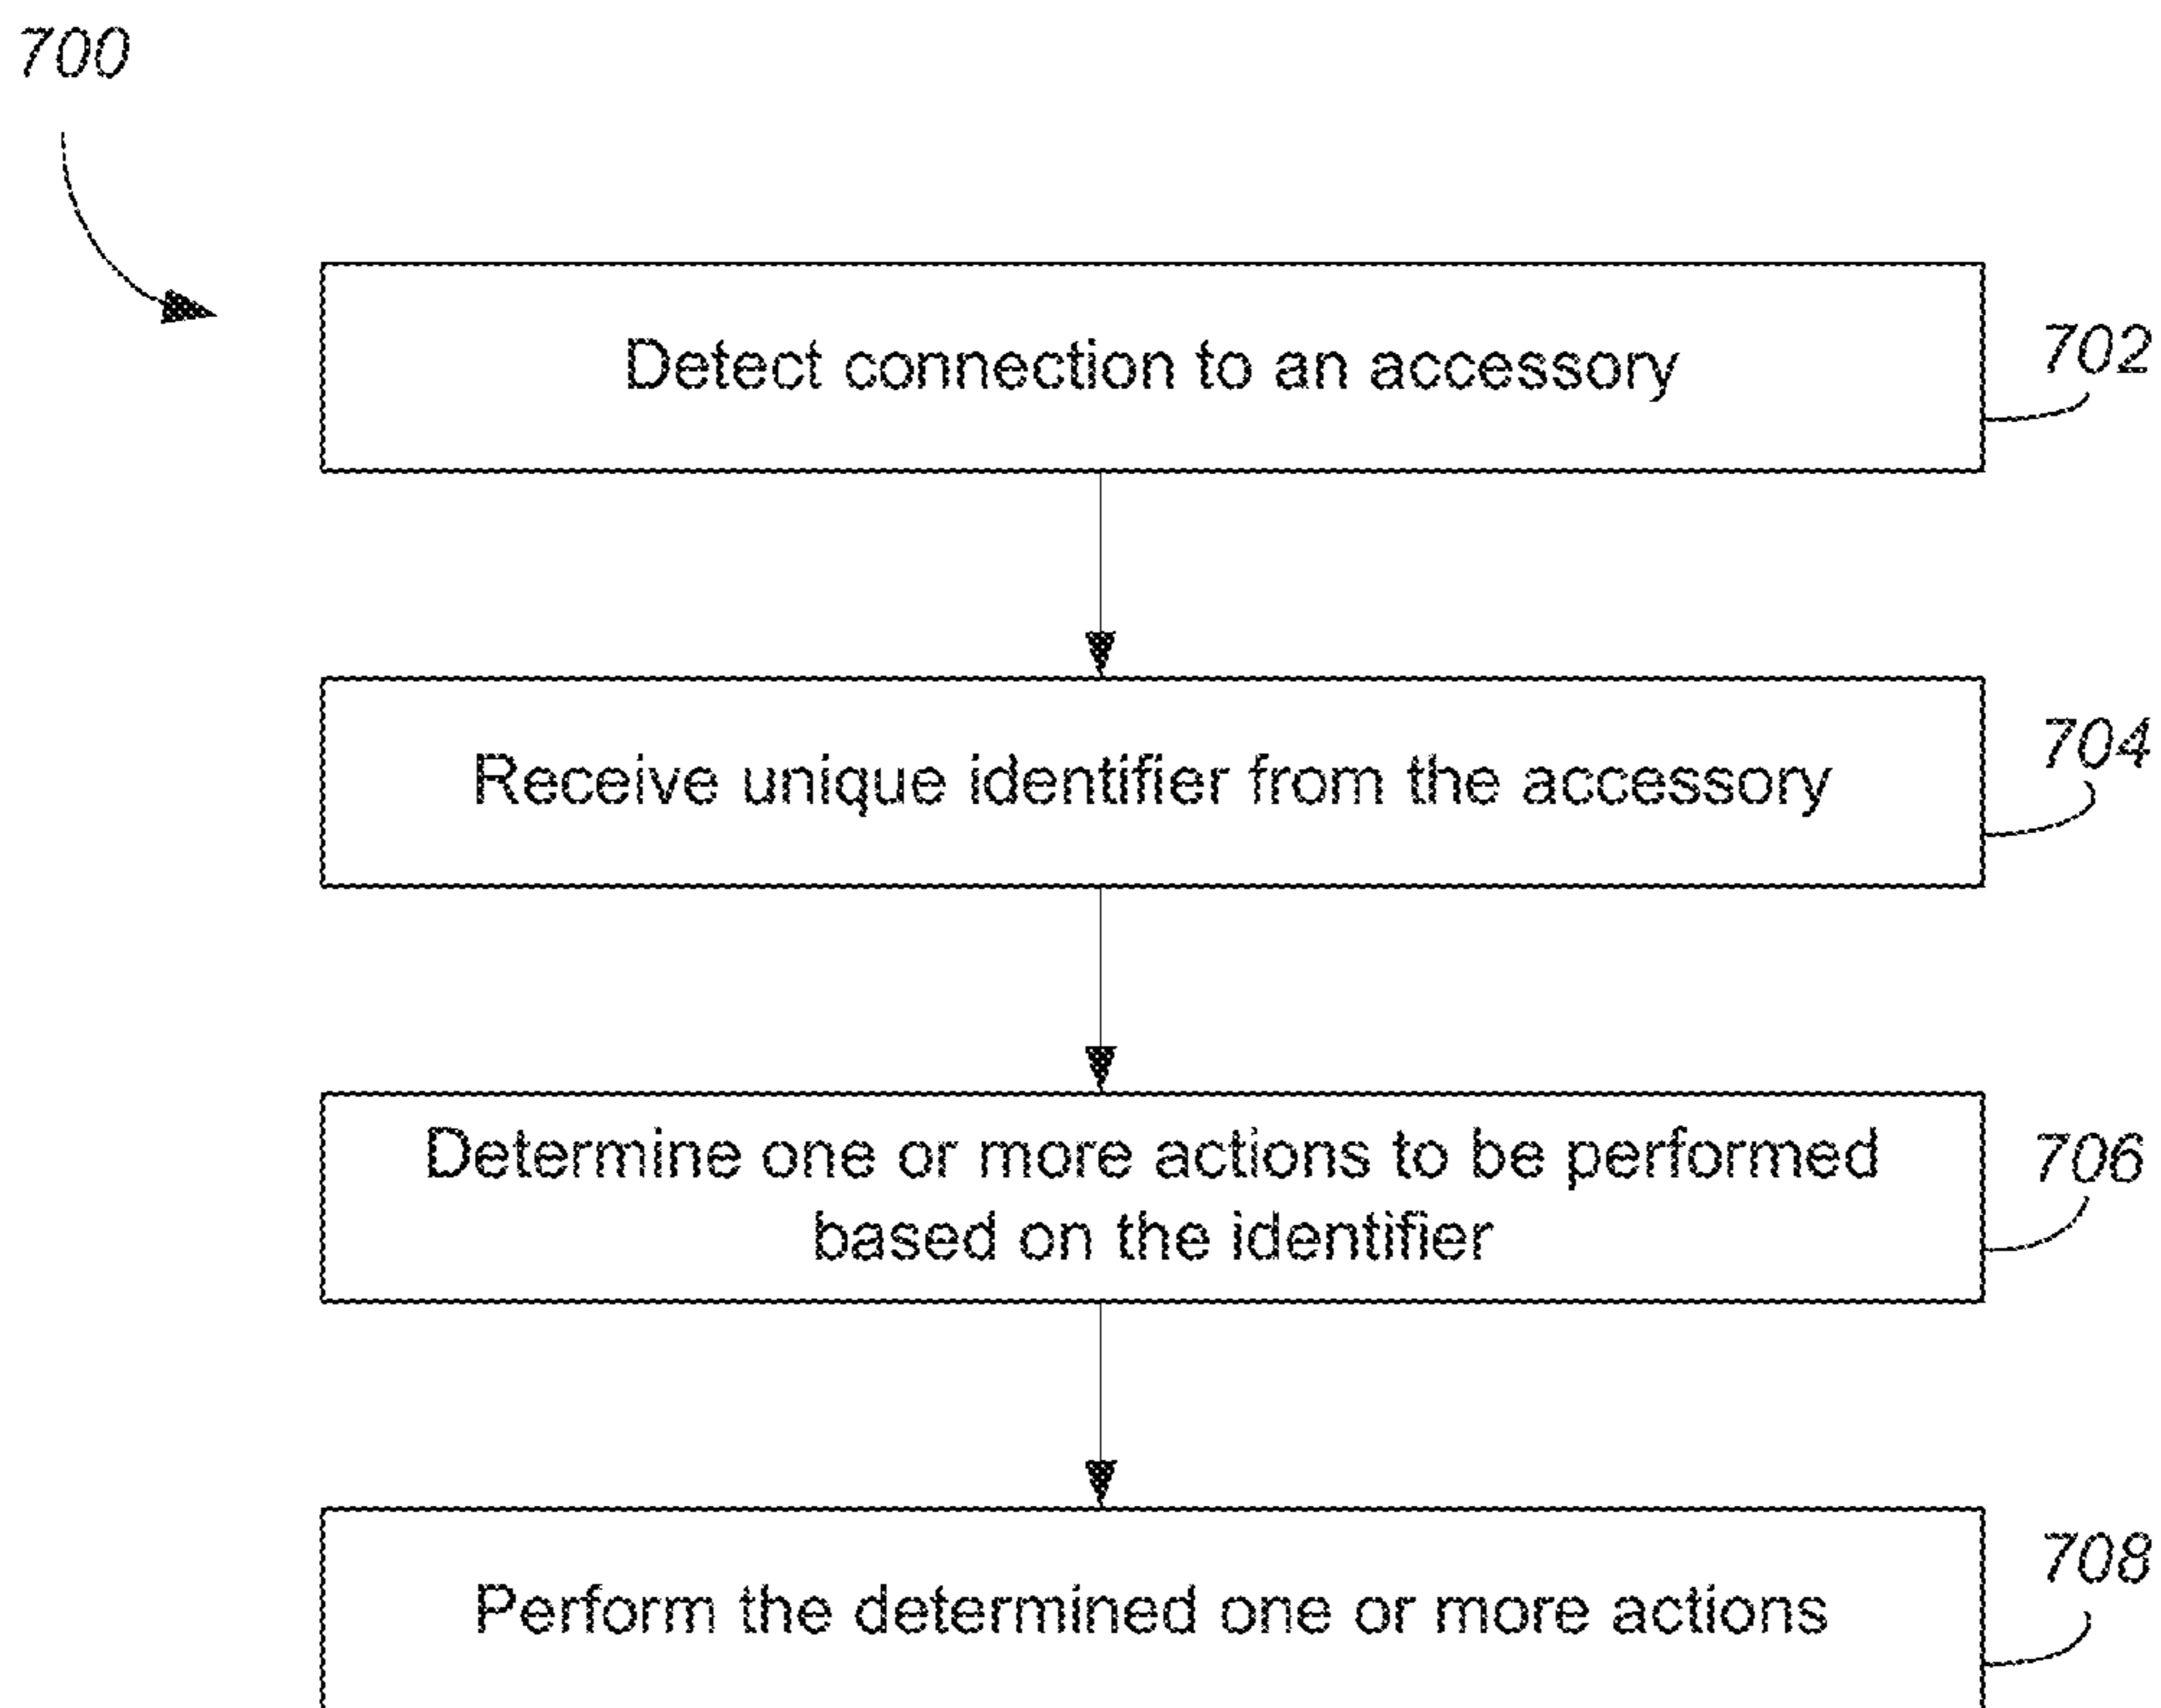 700
Detect connection to an accessory
702
Receive unique identifier from the accessory
704
Determine one or more actions to be performed
based on the identifier
706
Perform the determined one or more actions
708